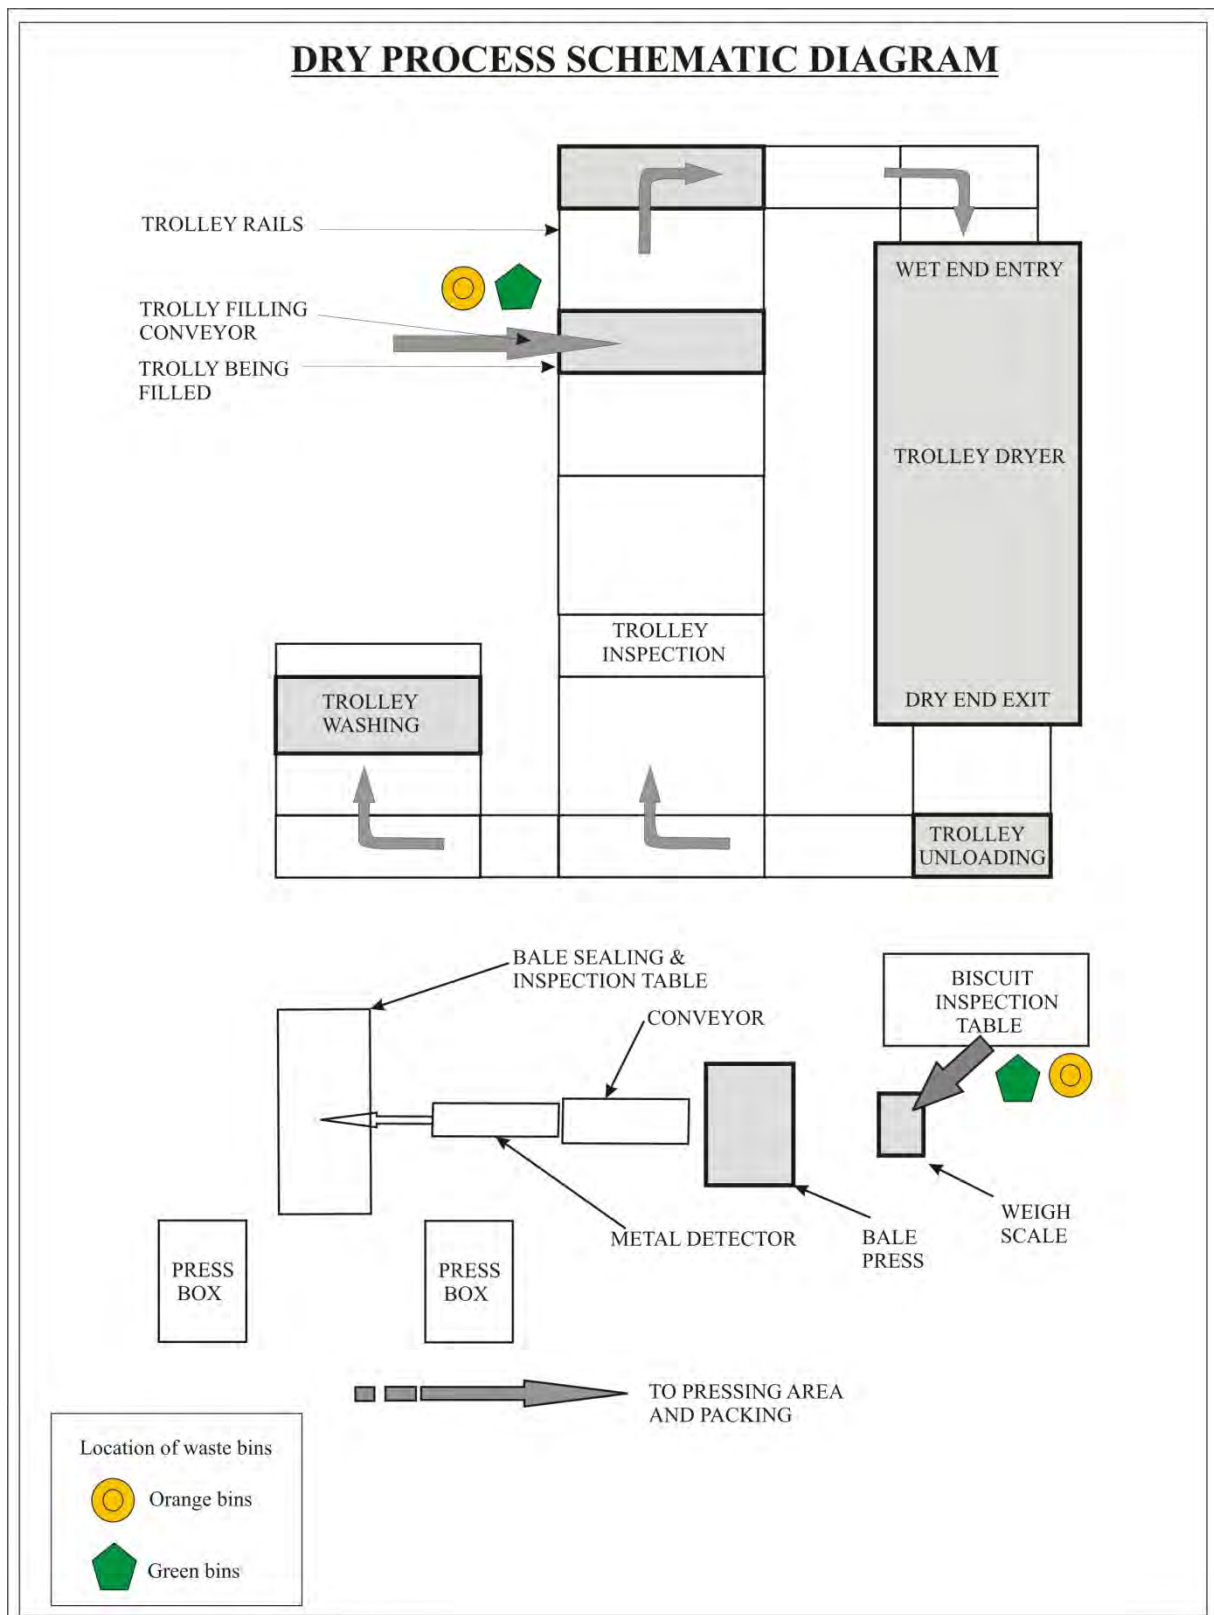 DRY PROCESS SCHEMATIC DIAGRAM
TROLLEY RAILS
TROLLY FILLING
CONVEYOR
TROLLY BEING
FILLED
WET END ENTRY
TROLLEY DRYER
DRY END EXIT
TROLLEY
INSPECTION
TROLLEY
WASHING
TROLLEY
UNLOADING
BALE SEALING &
INSPECTION TABLE
CONVEYOR
BISCUIT
INSPECTION
TABLE
METAL DETECTOR
BALE
PRESS
WEIGH
SCALE
PRESS
BOX
PRESS
BOX
TO PRESSING AREA
AND PACKING
Location of waste bins
Orange bins
Green bins